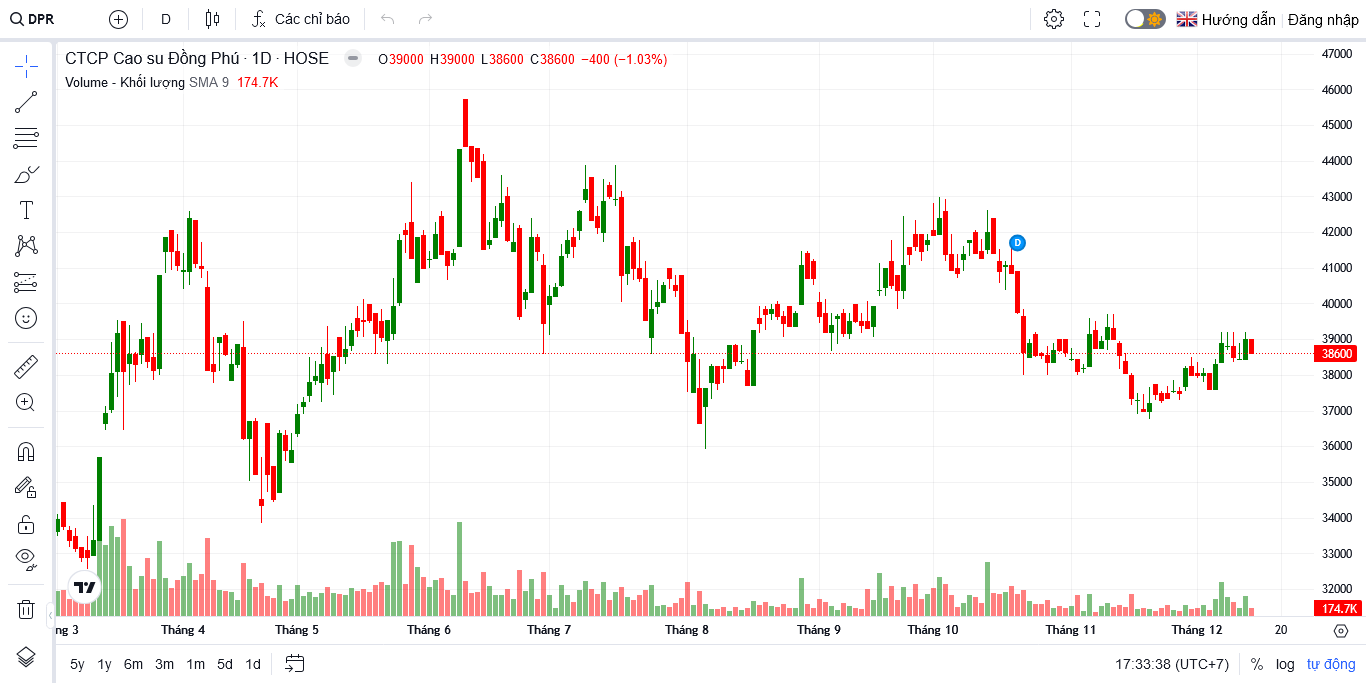 DPR D Các chỉ báo Hướng dẫn Đăng nhập
CTCP Cao su Đồng Phú · 1D · HOSE O39000 H39000 L38600 C38600 −400 (−1.03%)
Volume - Khối lượng SMA 9 174.7K
47000
46000
45000
44000
43000
42000
D
41000
40000
39000
38600
38000
37000
36000
35000
34000
33000
32000
174.7K
ng 3 Tháng 4 Tháng 5 Tháng 6 Tháng 7 Tháng 8 Tháng 9 Tháng 10 Tháng 11 Tháng 12 20
5y 1y 6m 3m 1m 5d 1d 17:33:38 (UTC+7) % log tự động